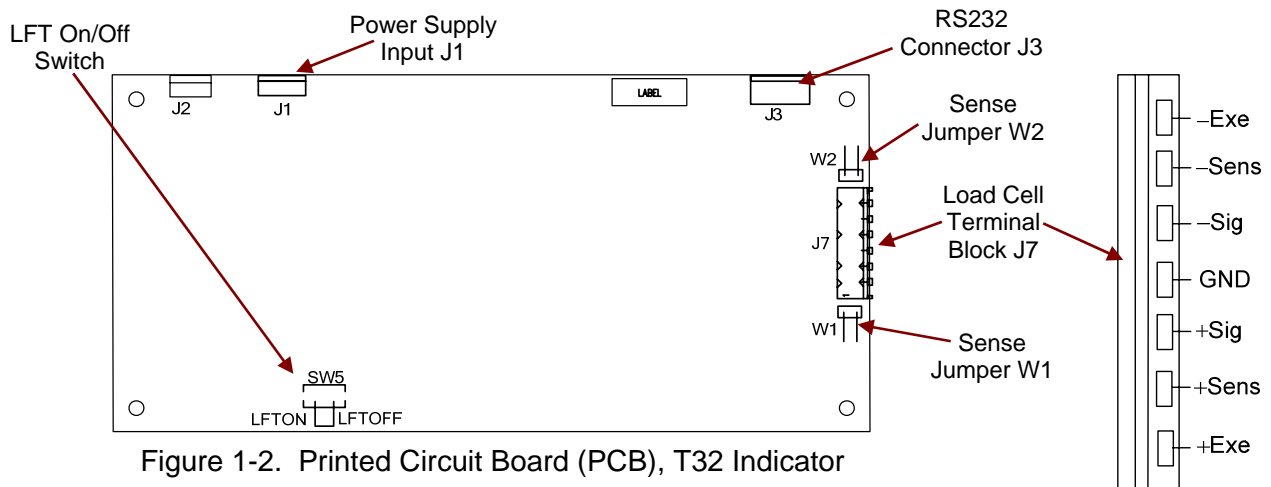 LFT On/Off
Switch
Power Supply
Input J1
RS232
Connector J3
J2
J1
LABEL
J3
Sense
Jumper W2
W2
Load Cell
Terminal
Block J7
J7
1
W1
Sense
Jumper W1
SW5
LFTON
LFTOFF
–Exe
–Sens
–Sig
GND
+Sig
+Sens
+Exe
Figure 1-2. Printed Circuit Board (PCB), T32 Indicator